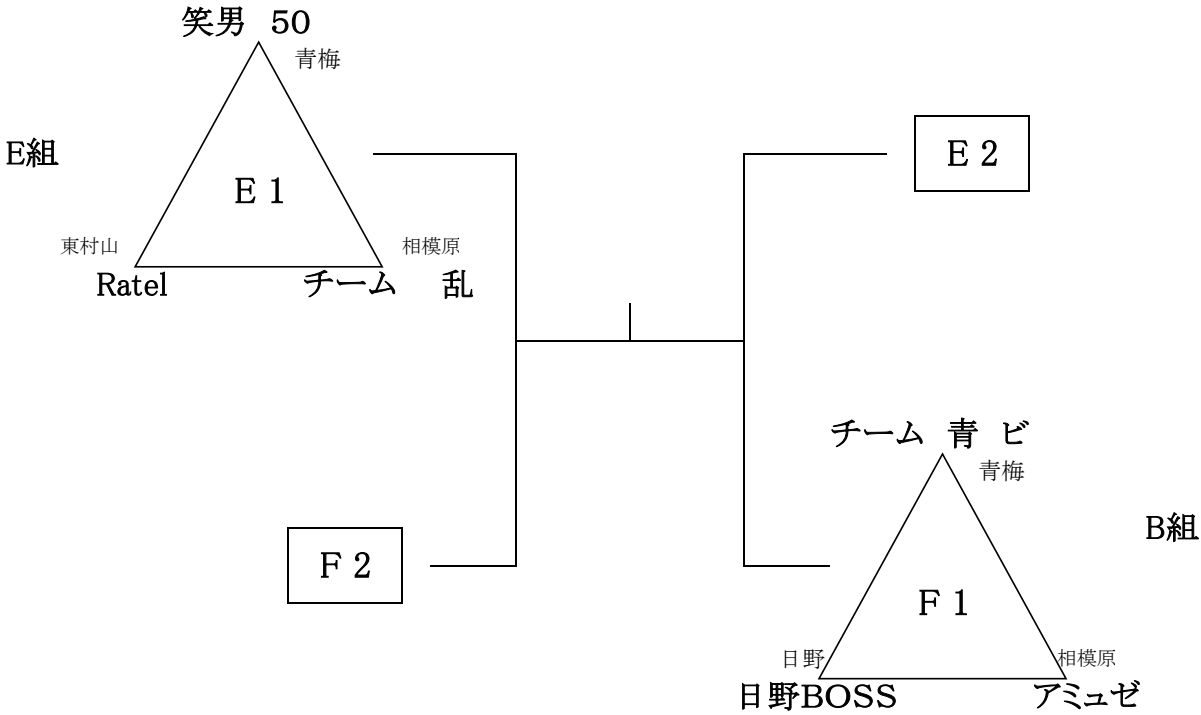 笑男　50
青梅
E組
E 2
E 1
東村山
相模原
Ratel
チーム　乱
チーム　青　ビ
青梅
B組
F 2
F 1
日野
相模原
日野BOSS
アミュゼ